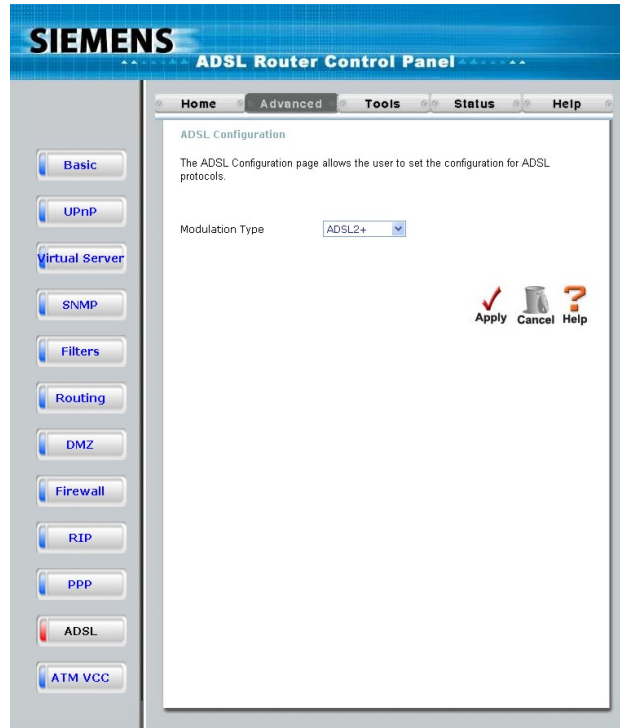 SIEMENS
ADSL Router Control Panel
Home Advanced Tools Status Help
Basic
UPnP
Virtual Server
SNMP
Filters
Routing
DMZ
Firewall
RIP
PPP
ADSL
ATM VCC
ADSL Configuration
The ADSL Configuration page allows the user to set the configuration for ADSL
protocols.
Modulation Type ADSL2+
Apply Cancel Help